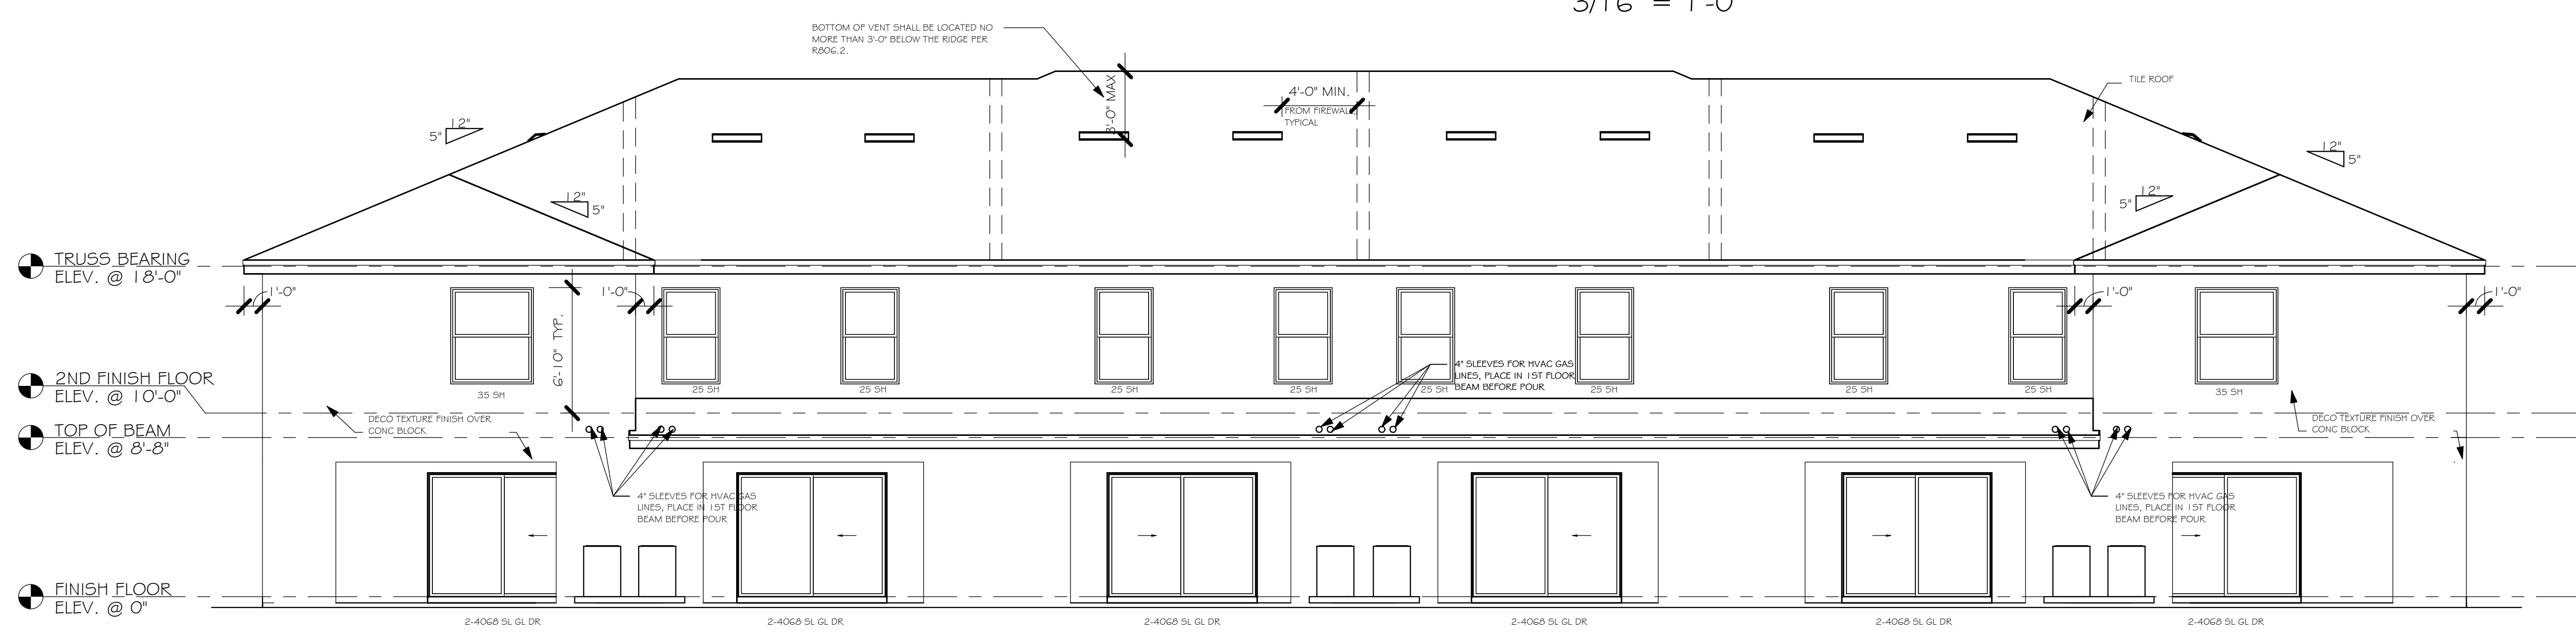 3/16" = 1'-0"
BOTTOM OF VENT SHALL BE LOCATED NO
MORE THAN 3'-0" BELOW THE RIDGE PER
R806.2.
3'-0" MAX
4'-0" MIN.
FROM FIREWALL
TYPICAL
TILE ROOF
12"
5"
12"
5"
12"
5"
12"
5"
TRUSS BEARING
ELEV. @ 18'-0"
1'-0"
1'-0"
1'-0"
1'-0"
6'-10" TYP.
2ND FINISH FLOOR
ELEV. @ 10'-0"
35 SH
25 SH
25 SH
25 SH
25 SH
25 SH
25 SH
25 SH
25 SH
35 SH
4" SLEEVES FOR HVAC GAS
LINES, PLACE IN 1ST FLOOR
BEAM BEFORE POUR
TOP OF BEAM
ELEV. @ 8'-8"
DECO TEXTURE FINISH OVER
CONC BLOCK
DECO TEXTURE FINISH OVER
CONC BLOCK
4" SLEEVES FOR HVAC GAS
LINES, PLACE IN 1ST FLOOR
BEAM BEFORE POUR
4" SLEEVES FOR HVAC GAS
LINES, PLACE IN 1ST FLOOR
BEAM BEFORE POUR
FINISH FLOOR
ELEV. @ 0"
2-4068 SL GL DR
2-4068 SL GL DR
2-4068 SL GL DR
2-4068 SL GL DR
2-4068 SL GL DR
2-4068 SL GL DR